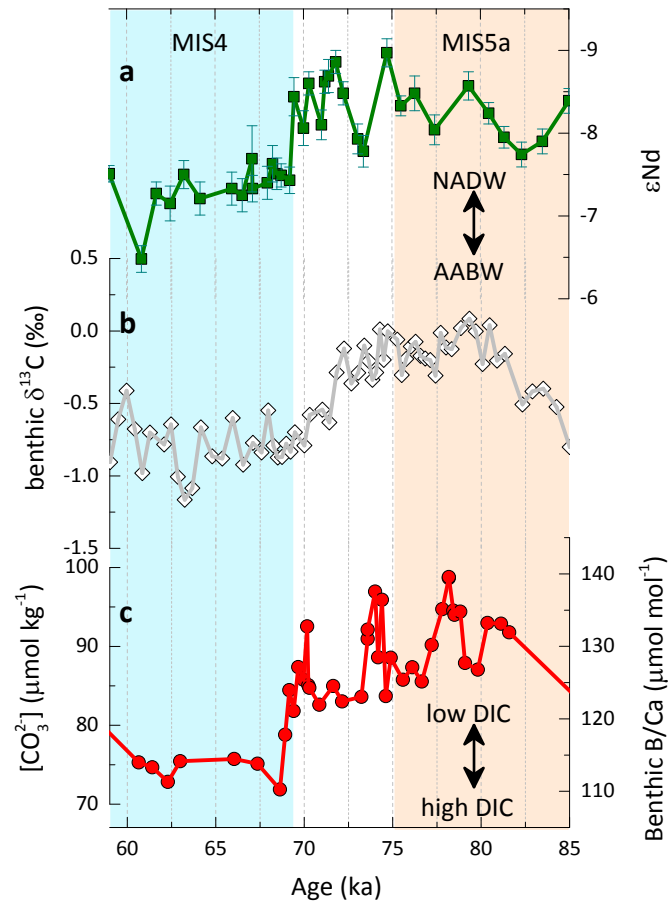 MIS4
MIS5a
a
-9
-8
-7
-6
εNd
NADW
AABW
0.5
0.0
-0.5
-1.0
-1.5
benthic δ¹³C (‰)
b
100
90
80
70
[CO₃²⁻] (μmol kg⁻¹)
c
140
130
120
110
Benthic B/Ca (μmol mol⁻¹)
low DIC
high DIC
60
65
70
75
80
85
Age (ka)